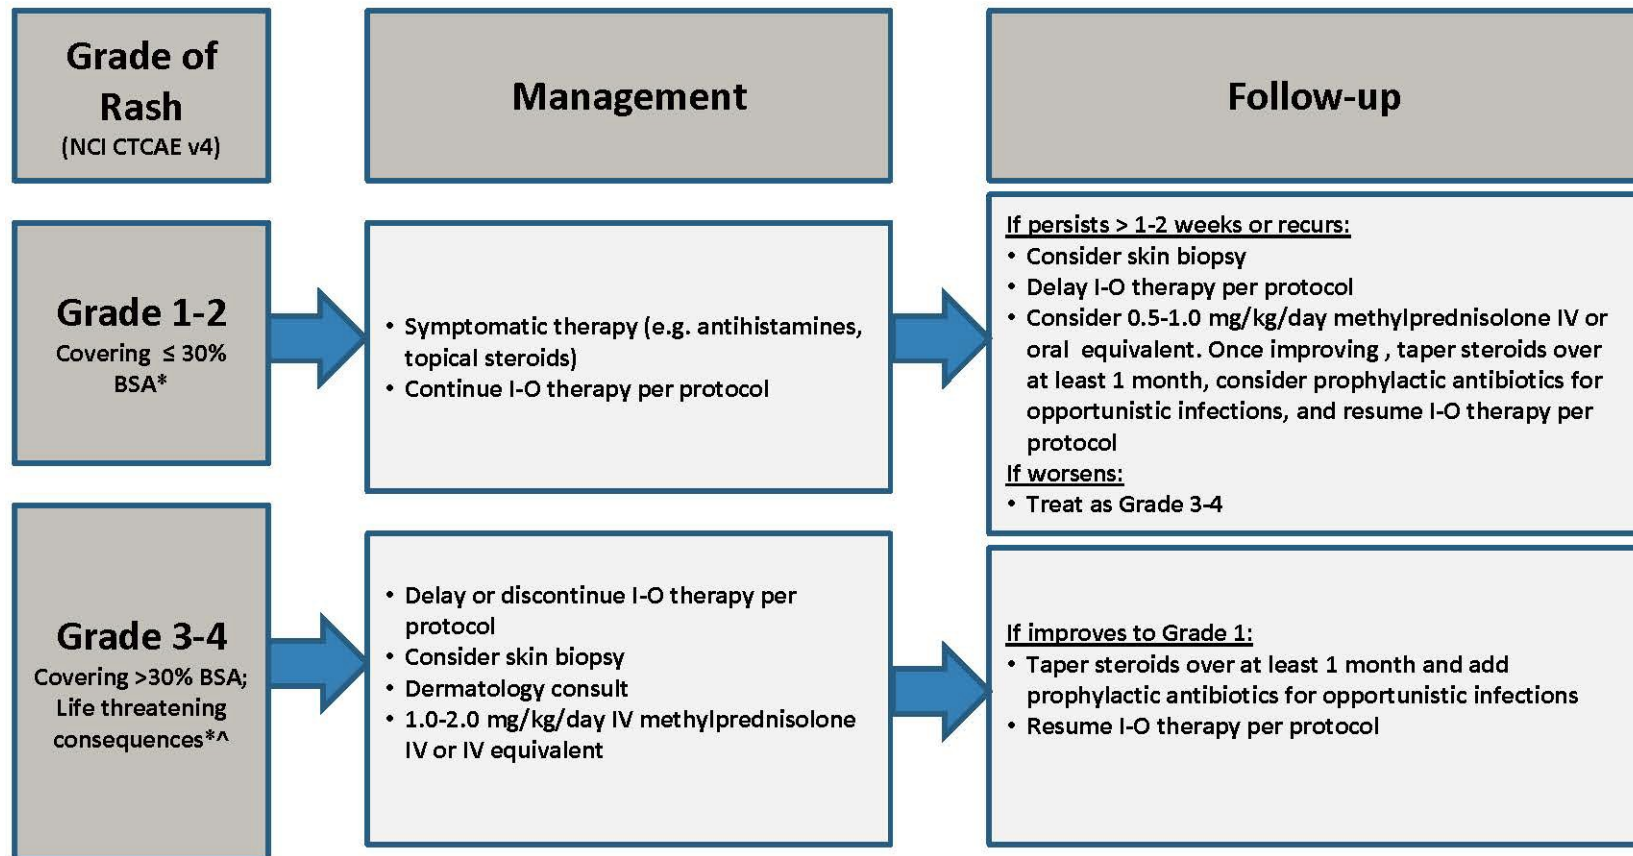 Grade of
Rash
(NCI CTCAE v4)
Management
Follow-up
Grade 1-2
Covering ≤ 30%
BSA*
• Symptomatic therapy (e.g. antihistamines,
topical steroids)
• Continue I-O therapy per protocol
If persists > 1-2 weeks or recurs:
• Consider skin biopsy
• Delay I-O therapy per protocol
• Consider 0.5-1.0 mg/kg/day methylprednisolone IV or
oral equivalent. Once improving , taper steroids over
at least 1 month, consider prophylactic antibiotics for
opportunistic infections, and resume I-O therapy per
protocol
If worsens:
• Treat as Grade 3-4
Grade 3-4
Covering >30% BSA;
Life threatening
consequences*^
• Delay or discontinue I-O therapy per
protocol
• Consider skin biopsy
• Dermatology consult
• 1.0-2.0 mg/kg/day IV methylprednisolone
IV or IV equivalent
If improves to Grade 1:
• Taper steroids over at least 1 month and add
prophylactic antibiotics for opportunistic infections
• Resume I-O therapy per protocol